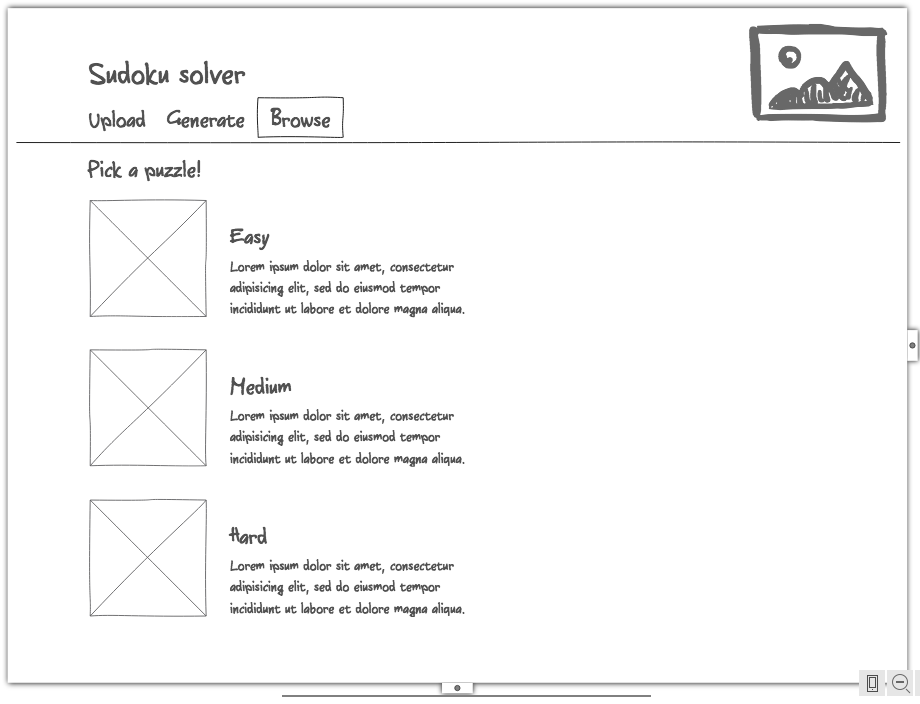 Sudoku solver
Upload Generate Browse
Pick a puzzle!
Easy
Lorem ipsum dolor sit amet, consectetur
adipisicing elit, sed do eiusmod tempor
incididunt ut labore et dolore magna aliqua.
Medium
Lorem ipsum dolor sit amet, consectetur
adipisicing elit, sed do eiusmod tempor
incididunt ut labore et dolore magna aliqua.
Hard
Lorem ipsum dolor sit amet, consectetur
adipisicing elit, sed do eiusmod tempor
incididunt ut labore et dolore magna aliqua.